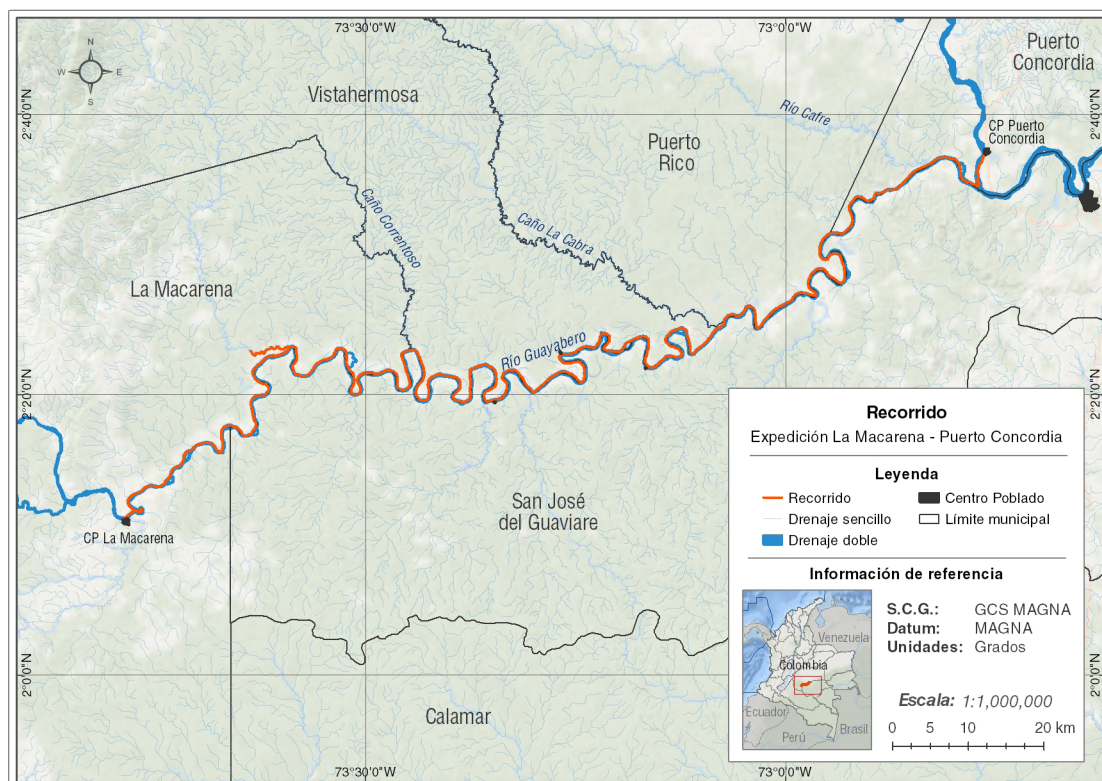 73°30'0"W
73°0'0"W
N
W
E
S
Puerto
Concordia
Vistahermosa
2°40'0"N
2°40'0"N
Río Cafre
CP Puerto
Concordia
Puerto
Rico
Caño Correntoso
Caño La Cabra
La Macarena
Río Guayabero
2°20'0"N
2°20'0"N
San José
del Guaviare
CP La Macarena
2°0'0"N
2°0'0"N
Calamar
73°30'0"W
73°0'0"W
Recorrido
Expedición La Macarena - Puerto Concordia
Leyenda
Recorrido
Centro Poblado
Drenaje sencillo
Límite municipal
Drenaje doble
Información de referencia
Venezuela
Colombia
Ecuador
Perú
Brasil
S.C.G.: GCS MAGNA
Datum: MAGNA
Unidades: Grados
Escala: 1:1,000,000
0 5 10 20 km